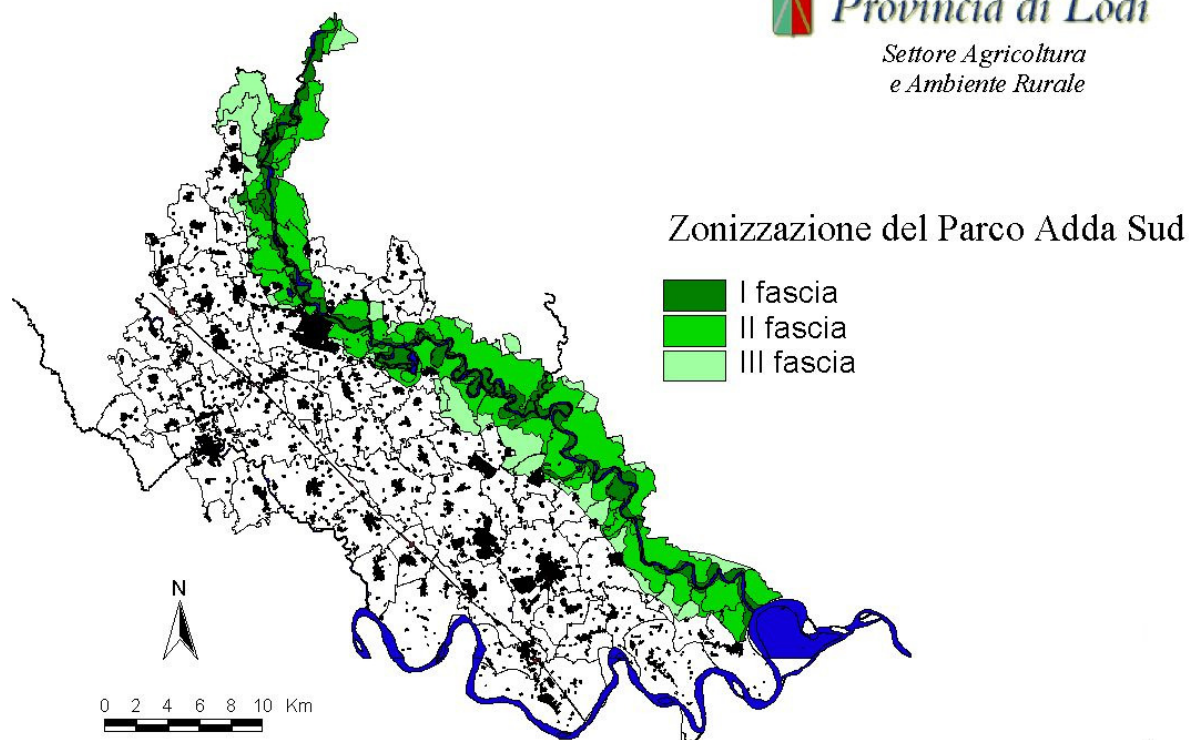 Provincia di Lodi
Settore Agricoltura
e Ambiente Rurale
Zonizzazione del Parco Adda Sud
I fascia
II fascia
III fascia
N
0 2 4 6 8 10 Km